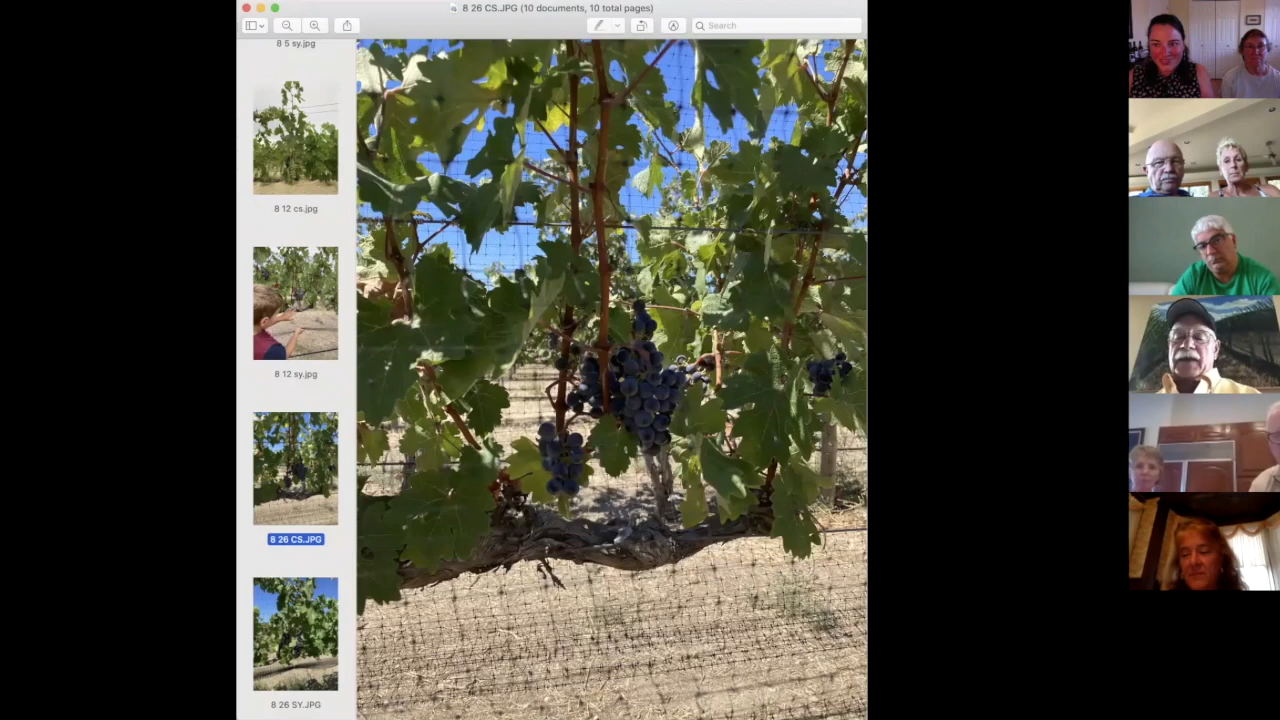 8 26 CS.JPG (10 documents, 10 total pages)
Search
8 5 sy.jpg
8 12 cs.jpg
8 12 sy.jpg
8 26 CS.JPG
8 26 SY.JPG